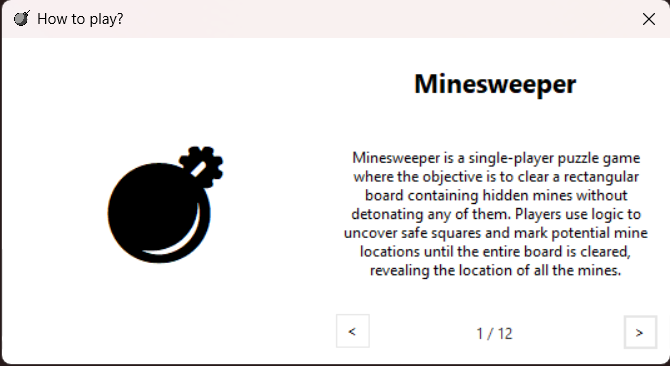 How to play?
Minesweeper
Minesweeper is a single-player puzzle game
where the objective is to clear a rectangular
board containing hidden mines without
detonating any of them. Players use logic to
uncover safe squares and mark potential mine
locations until the entire board is cleared,
revealing the location of all the mines.
< 1 / 12 >